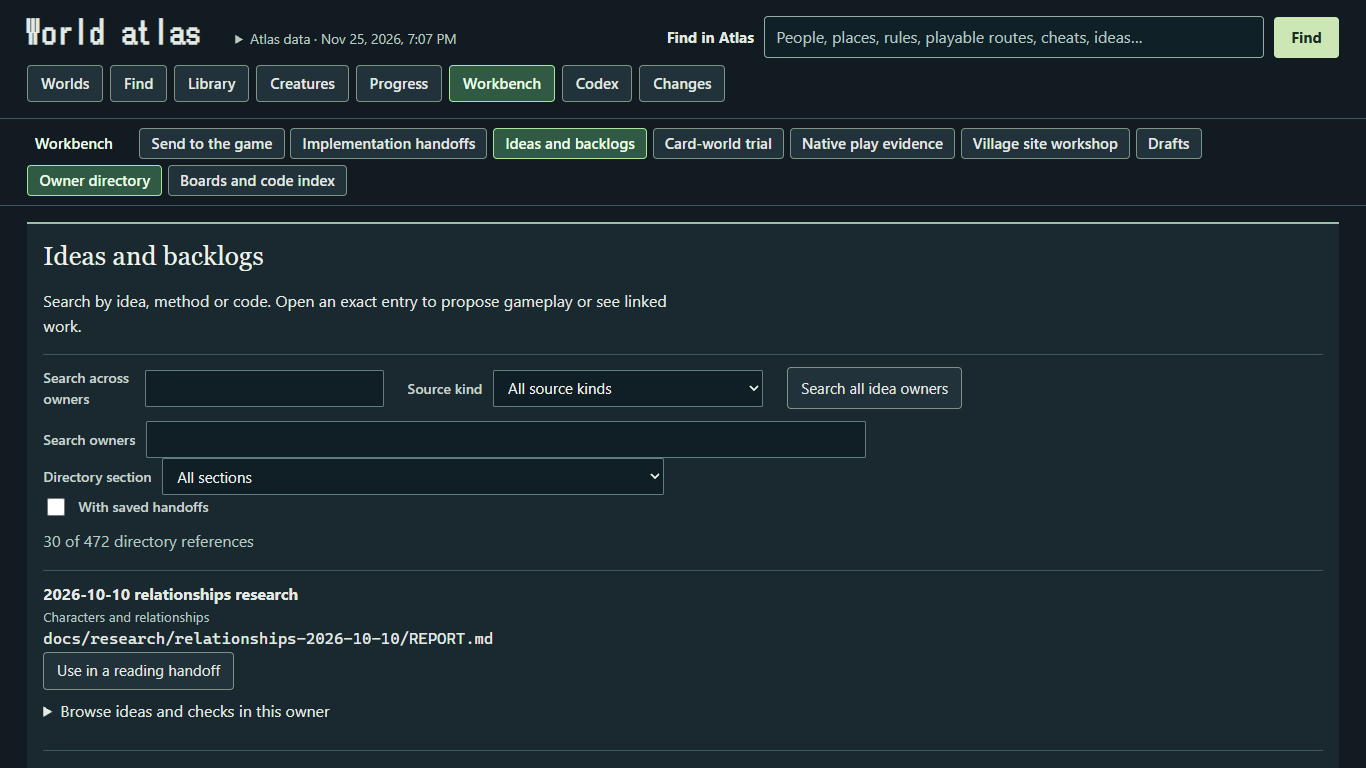 World atlas
▶ Atlas data · Nov 25, 2026, 7:07 PM
Find in Atlas
People, places, rules, playable routes, cheats, ideas...
Find
Worlds
Find
Library
Creatures
Progress
Workbench
Codex
Changes
Workbench
Send to the game
Implementation handoffs
Ideas and backlogs
Card-world trial
Native play evidence
Village site workshop
Drafts
Owner directory
Boards and code index
Ideas and backlogs
Search by idea, method or code. Open an exact entry to propose gameplay or see linked
work.
Search across
owners
Source kind
All source kinds
Search all idea owners
Search owners
Directory section
All sections
With saved handoffs
30 of 472 directory references
2026-10-10 relationships research
Characters and relationships
docs/research/relationships-2026-10-10/REPORT.md
Use in a reading handoff
▶ Browse ideas and checks in this owner